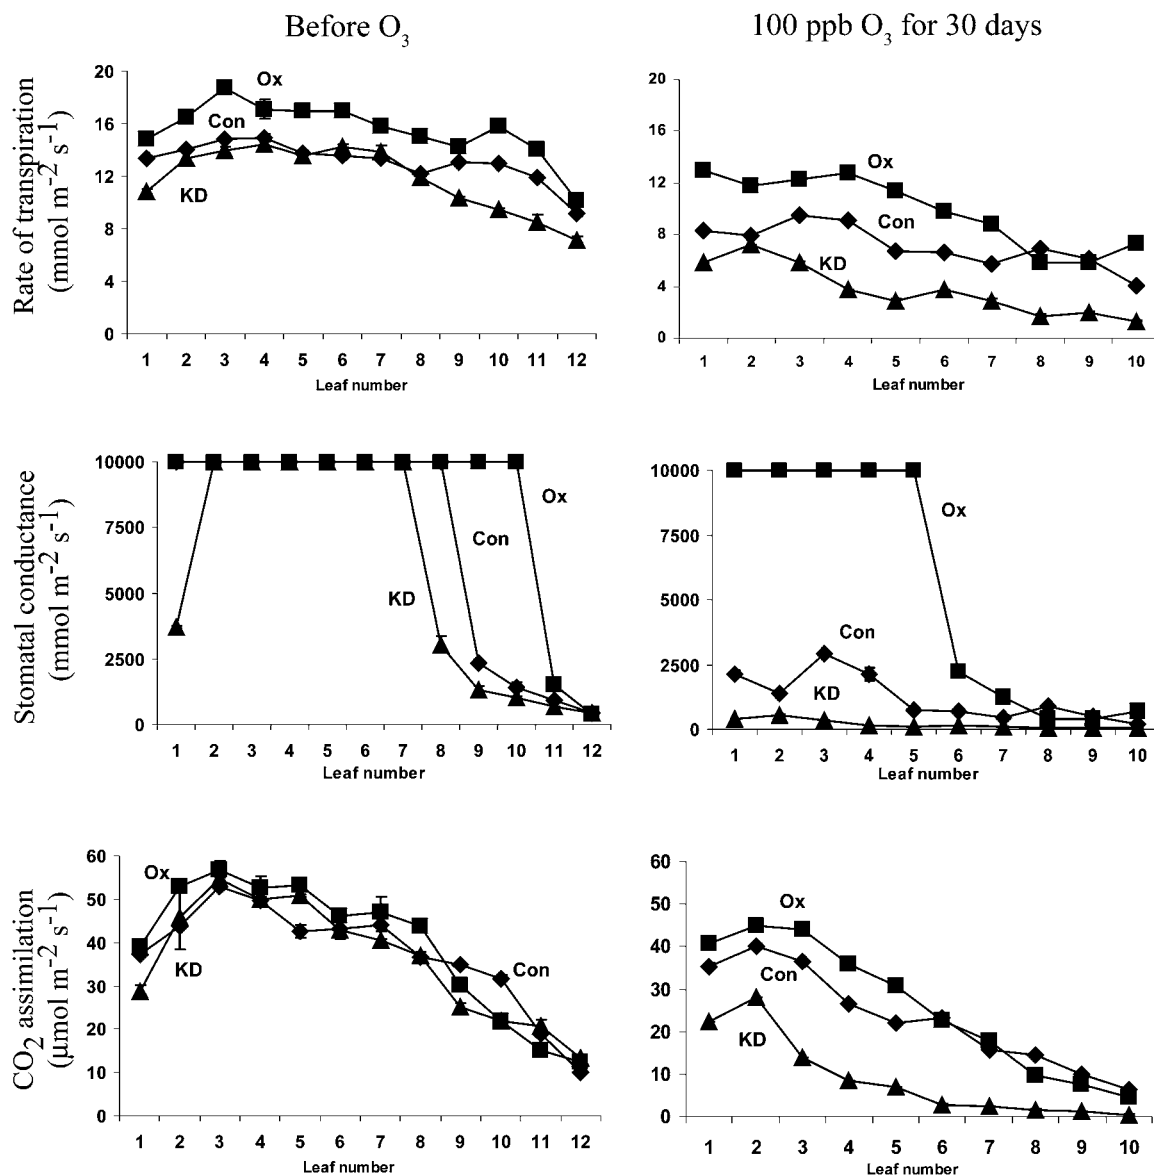 Before O3
100 ppb O3 for 30 days
Rate of transpiration
(mmol m-2 s-1)
20
16
12
8
4
0
Ox
Con
KD
1 2 3 4 5 6 7 8 9 10 11 12
Leaf number
20
16
12
8
4
0
Ox
Con
KD
1 2 3 4 5 6 7 8 9 10
Leaf number
Stomatal conductance
(mmol m-2 s-1)
10000
7500
5000
2500
0
Ox
Con
KD
1 2 3 4 5 6 7 8 9 10 11 12
Leaf number
10000
7500
5000
2500
0
Ox
Con
KD
1 2 3 4 5 6 7 8 9 10
Leaf number
CO2 assimilation
(µmol m-2 s-1)
60
50
40
30
20
10
0
Ox
KD
Con
1 2 3 4 5 6 7 8 9 10 11 12
Leaf number
60
50
40
30
20
10
0
Ox
Con
KD
1 2 3 4 5 6 7 8 9 10
Leaf number